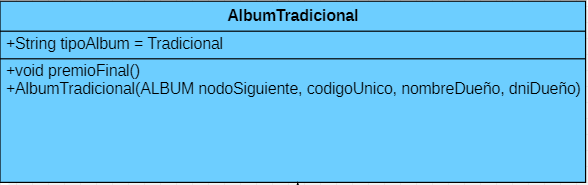 AlbumTradicional
+String tipoAlbum = Tradicional
+void premioFinal()
+AlbumTradicional(ALBUM nodoSiguiente, codigoUnico, nombreDueño, dniDueño)